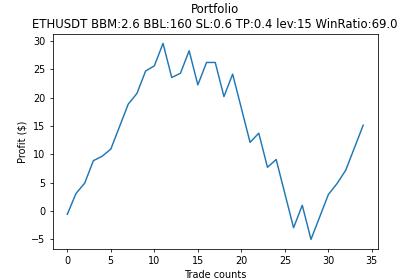 Portfolio
ETHUSDT BBM:2.6 BBL:160 SL:0.6 TP:0.4 lev:15 WinRatio:69.0
30
25
20
15
10
5
0
−5
Profit ($)
0 5 10 15 20 25 30 35
Trade counts